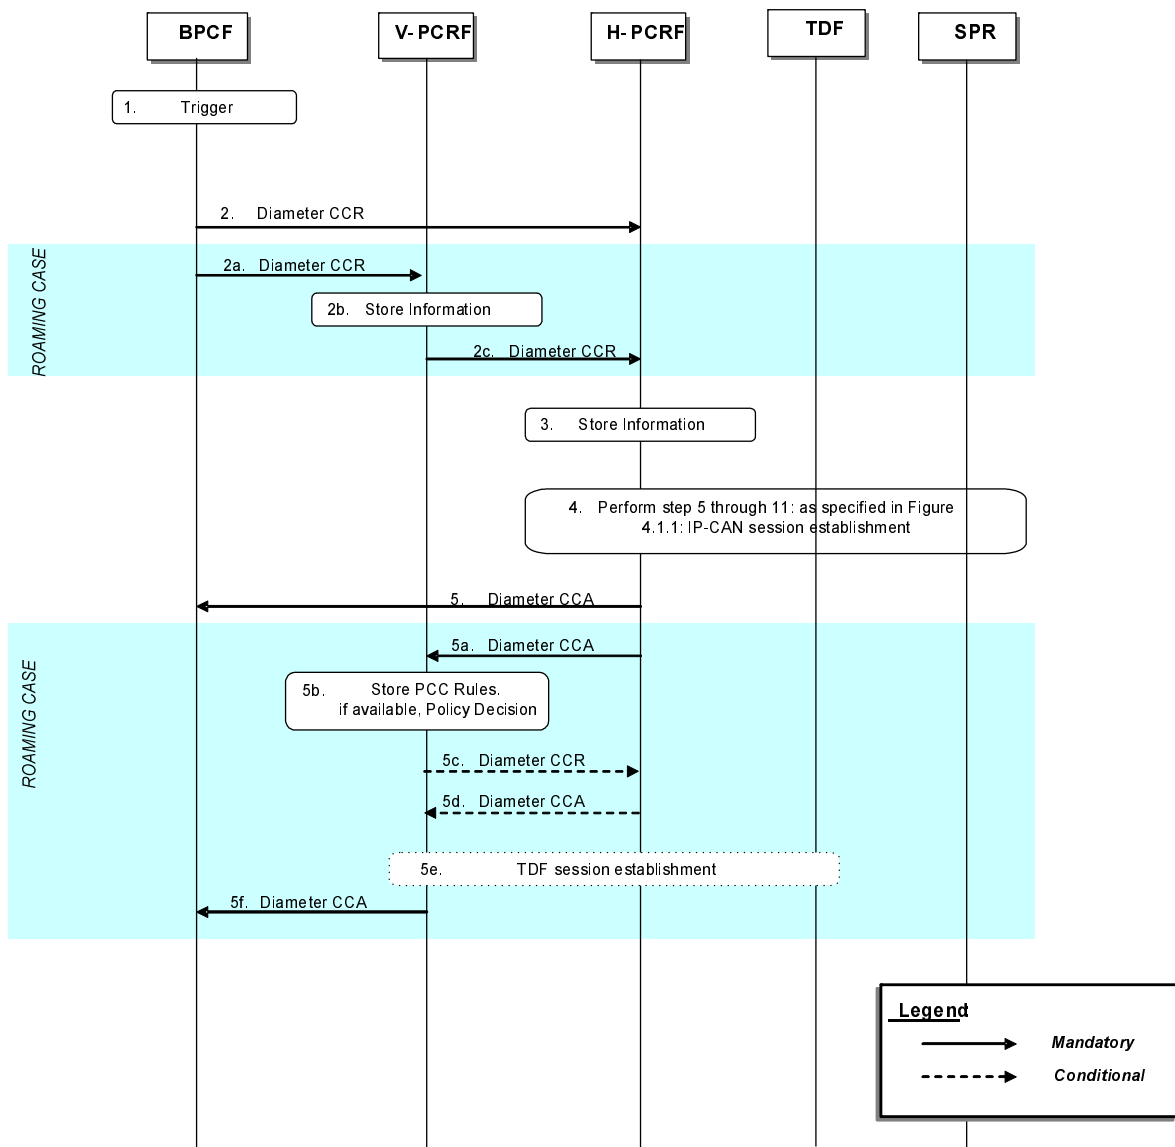 BPCF
V- PCRF
H- PCRF
TDF
SPR
1. Trigger
2. Diameter CCR
ROAMING CASE
2a. Diameter CCR
2b. Store Information
2c. Diameter CCR
3. Store Information
4. Perform step 5 through 11: as specified in Figure
4.1.1: IP-CAN session establishment
5. Diameter CCA
ROAMING CASE
5a. Diameter CCA
5b. Store PCC Rules.
if available, Policy Decision
5c. Diameter CCR
5d. Diameter CCA
5e. TDF session establishment
5f. Diameter CCA
Legend
Mandatory
Conditional